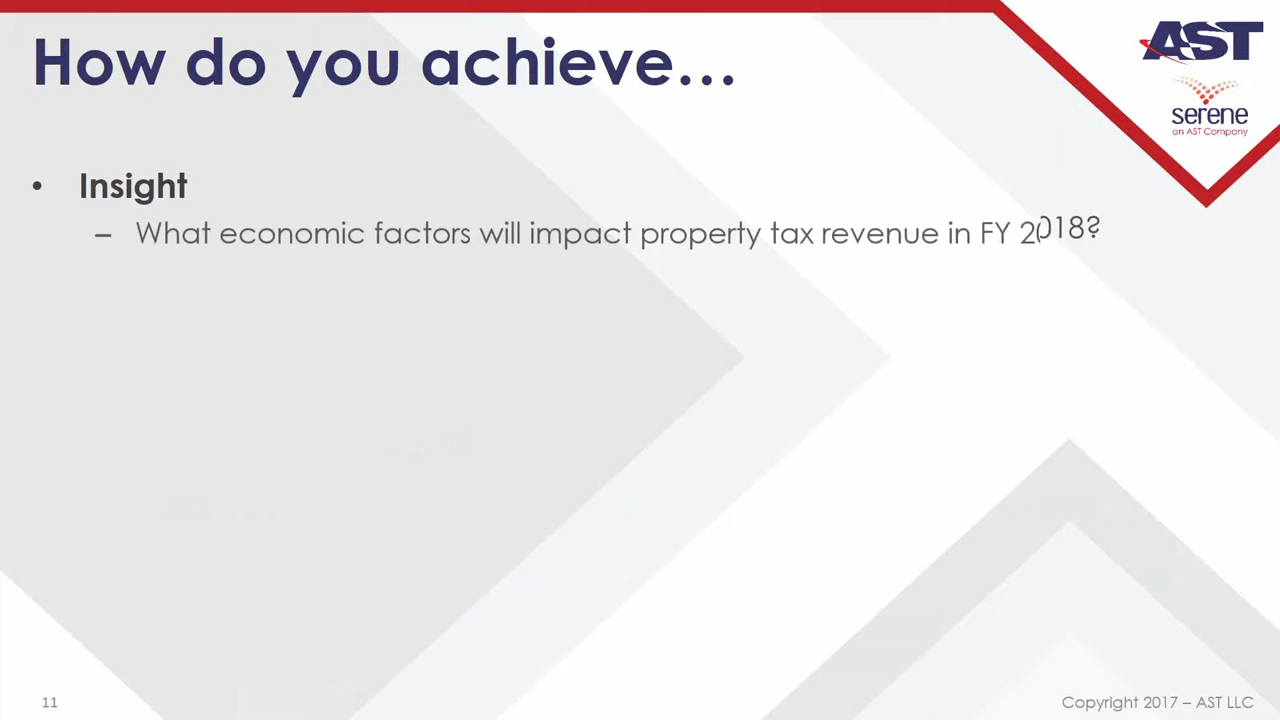 How do you achieve…
AST
serene
an AST Company
• Insight
– What economic factors will impact property tax revenue in FY 2018?
11
Copyright 2017 – AST LLC